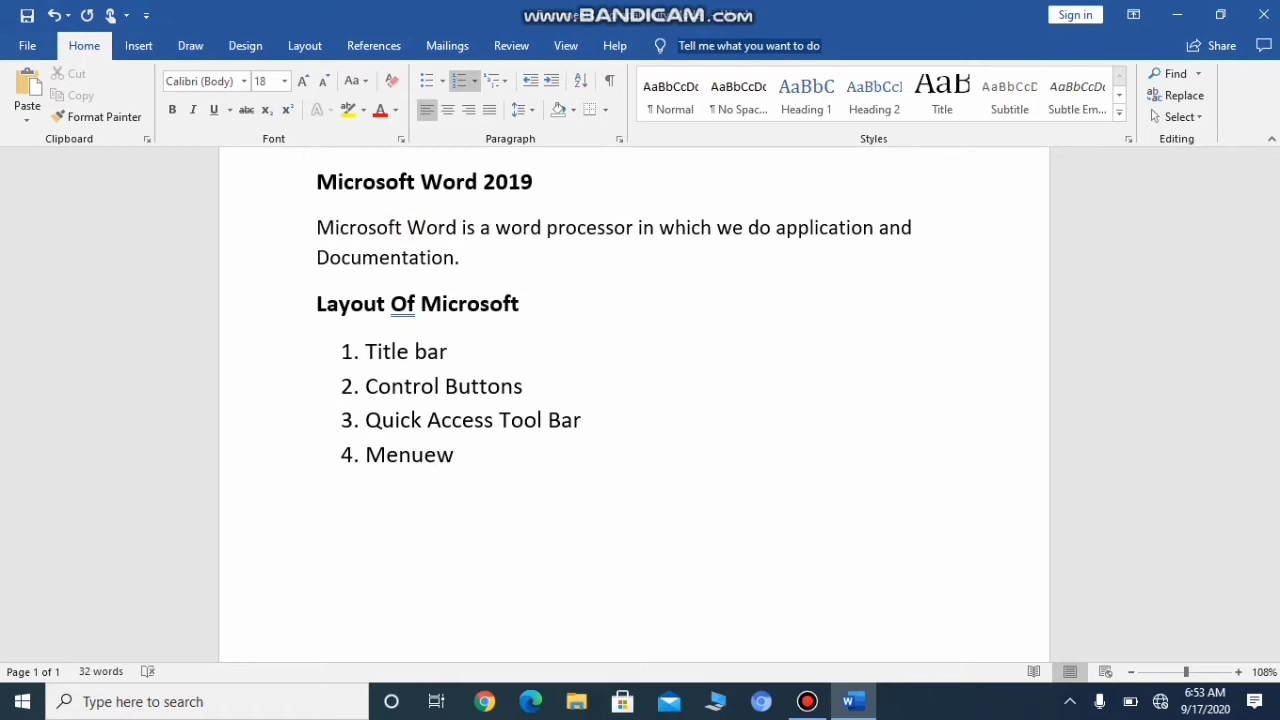 www.BANDICAM.com
Sign in
File Home Insert Draw Design Layout References Mailings Review View Help Tell me what you want to do Share
Paste Cut Copy Format Painter
Calibri (Body) 18 Aa
B I U abc x₂ x² A A
AaBbCcDc AaBbCcDc AaBbC AaBbCcl AaB AaBbCcD AaBbCcDc
¶ Normal ¶ No Spac... Heading 1 Heading 2 Title Subtitle Subtle Em...
Find
Replace
Select
Clipboard Font Paragraph Styles Editing
Microsoft Word 2019
Microsoft Word is a word processor in which we do application and
Documentation.
Layout Of Microsoft
1. Title bar
2. Control Buttons
3. Quick Access Tool Bar
4. Menuew
Page 1 of 1 32 words 108%
Type here to search
6:53 AM
9/17/2020